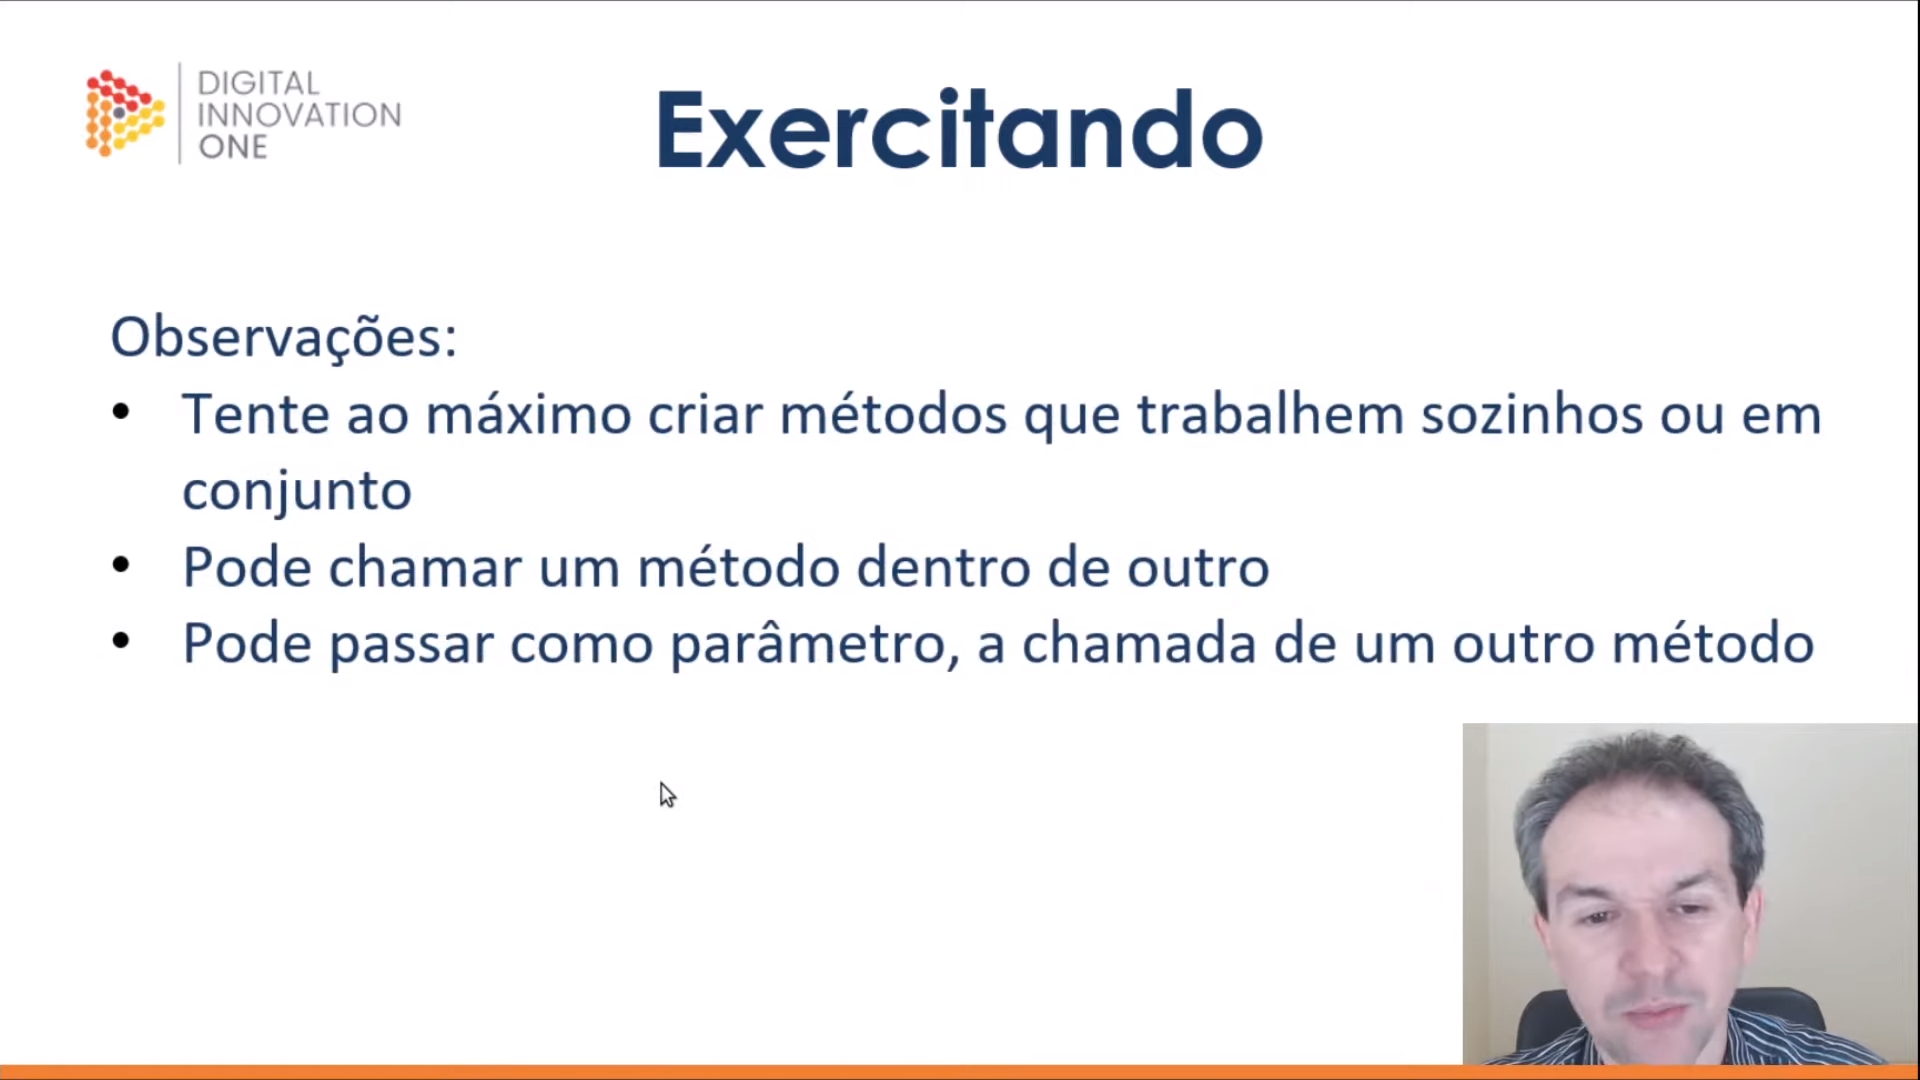 DIGITAL
INNOVATION
ONE
Exercitando
Observações:
• Tente ao máximo criar métodos que trabalhem sozinhos ou em
conjunto
• Pode chamar um método dentro de outro
• Pode passar como parâmetro, a chamada de um outro método